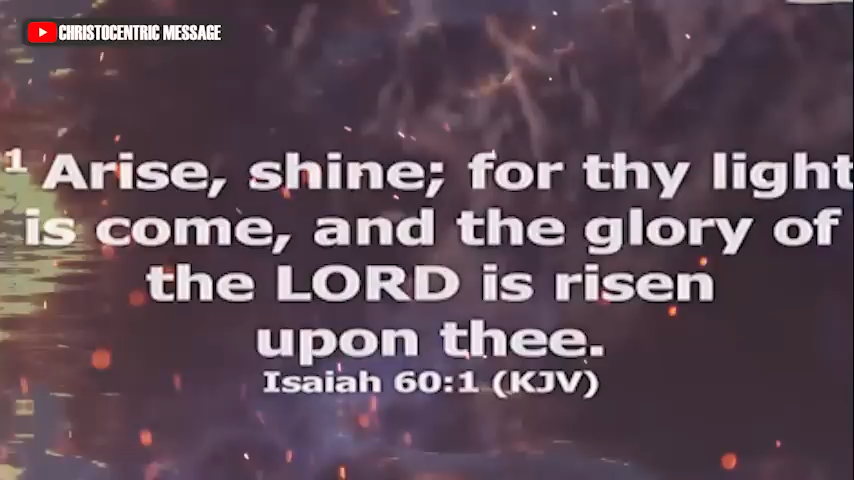 CHRISTOCENTRIC MESSAGE
1 Arise, shine; for thy light
is come, and the glory of
the LORD is risen
upon thee.
Isaiah 60:1 (KJV)